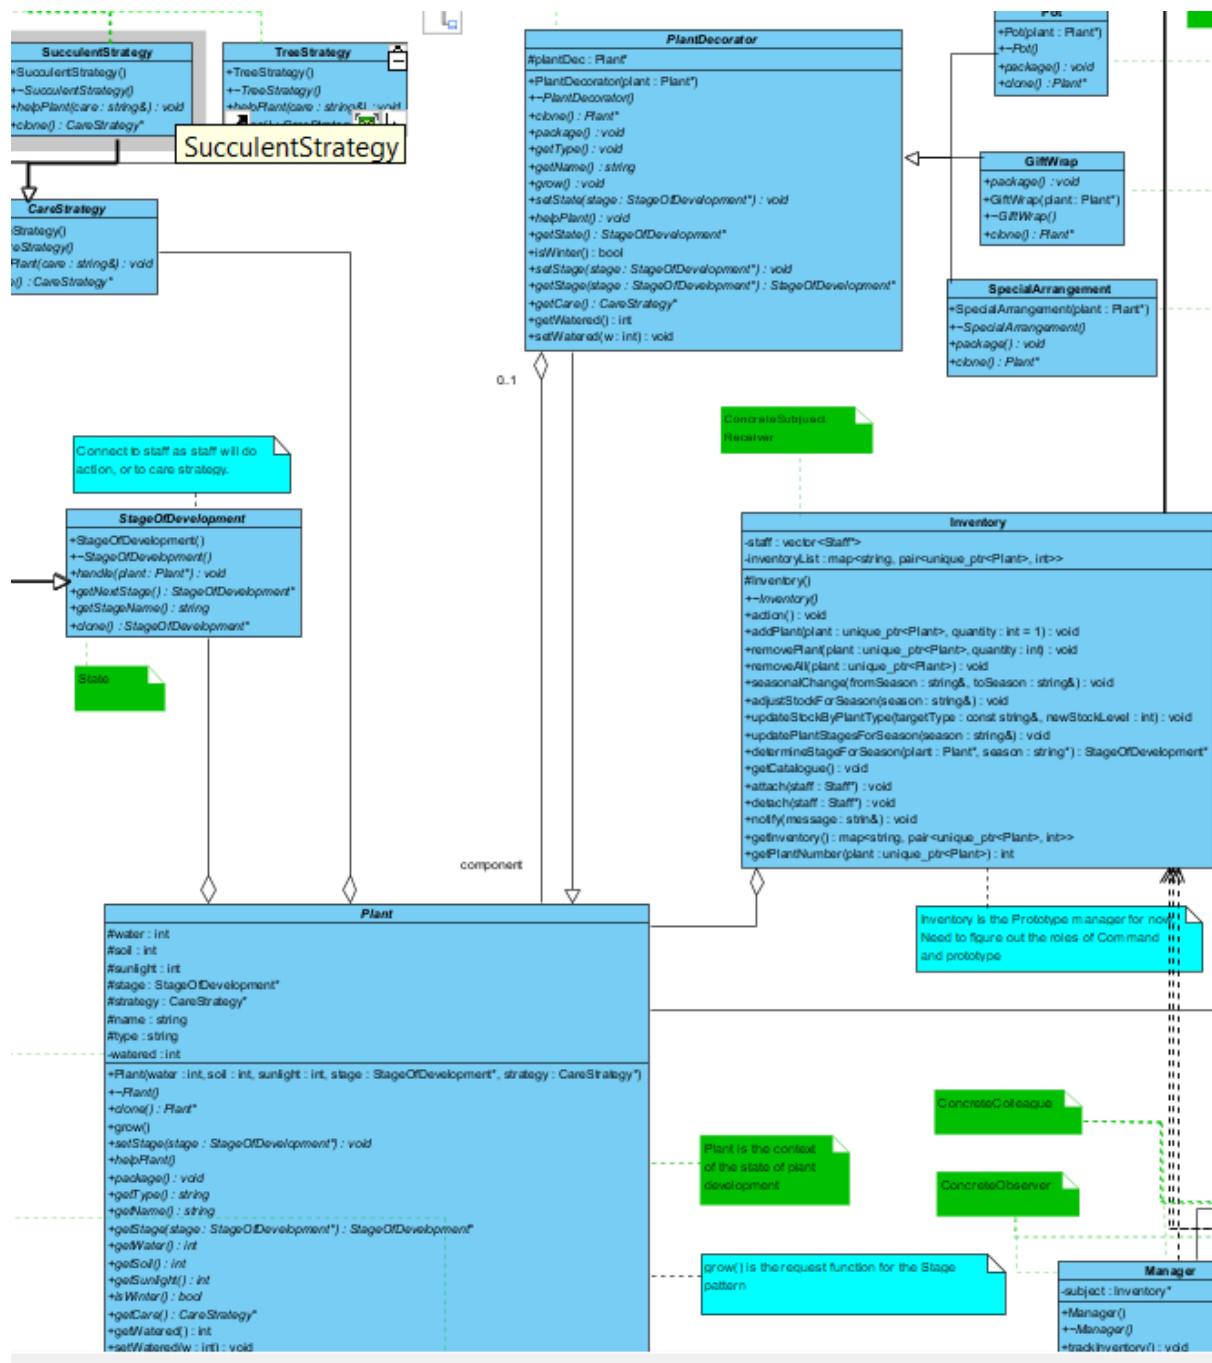 SucculentStrategy
+SucculentStrategy()
+~SucculentStrategy()
+helpPlant(care : string&) : void
+clone() : CareStrategy*
TreeStrategy
+TreeStrategy()
+~TreeStrategy()
+helpPlant(care : string&) : void
SucculentStrategy
CareStrategy
Strategy()
eStrategy()
Plant(care : string&) : void
) : CareStrategy*
PlantDecorator
#plantDec : Plant*
+PlantDecorator(plant : Plant*)
+~PlantDecorator()
+clone() : Plant*
+package() : void
+getType() : void
+getName() : string
+grow() : void
+setState(stage : StageOfDevelopment*) : void
+helpPlant() : void
+getState() : StageOfDevelopment*
+isWinter() : bool
+setStage(stage : StageOfDevelopment*) : void
+getStage(stage : StageOfDevelopment*) : StageOfDevelopment*
+getCare() : CareStrategy*
+getWatered() : int
+setWatered(w : int) : void
Pot
+Pot(plant : Plant*)
+~Pot()
+package() : void
+clone() : Plant*
GiftWrap
+package() : void
+GiftWrap(plant : Plant*)
+~GiftWrap()
+clone() : Plant*
SpecialArrangement
+SpecialArrangement(plant : Plant*)
+~SpecialArrangement()
+package() : void
+clone() : Plant*
0..1
ConcreteSubjuect
Receiver
Connect to staff as staff will do
action, or to care strategy.
StageOfDevelopment
+StageOfDevelopment()
+~StageOfDevelopment()
+handle(plant : Plant*) : void
+getNextStage() : StageOfDevelopment*
+getStageName() : string
+clone() : StageOfDevelopment*
State
Inventory
-staff : vector<Staff*>
-inventoryList : map<string, pair<unique_ptr<Plant>, int>>
#Inventory()
+~Inventory()
+action() : void
+addPlant(plant : unique_ptr<Plant>, quantity : int = 1) : void
+removePlant(plant : unique_ptr<Plant>, quantity : int) : void
+removeAll(plant : unique_ptr<Plant>) : void
+seasonalChange(fromSeason : string&, toSeason : string&) : void
+adjustStockForSeason(season : string&) : void
+updateStockByPlantType(targetType : const string&, newStockLevel : int) : void
+updatePlantStagesForSeason(season : string&) : void
+determineStageForSeason(plant : Plant*, season : string*) : StageOfDevelopment*
+getCatalogue() : void
+attach(staff : Staff*) : void
+detach(staff : Staff*) : void
+notify(message : strin&) : void
+getInventory() : map<string, pair<unique_ptr<Plant>, int>>
+getPlantNumber(plant : unique_ptr<Plant>) : int
component
Inventory is the Prototype manager for now
Need to figure out the roles of Command
and prototype
Plant
#water : int
#soil : int
#sunlight : int
#stage : StageOfDevelopment*
#strategy : CareStrategy*
#name : string
#type : string
-watered : int
+Plant(water : int, soil : int, sunlight : int, stage : StageOfDevelopment*, strategy : CareStrategy*)
+~Plant()
+clone() : Plant*
+grow()
+setStage(stage : StageOfDevelopment*) : void
+helpPlant()
+package() : void
+getType() : string
+getName() : string
+getStage(stage : StageOfDevelopment*) : StageOfDevelopment*
+getWater() : int
+getSoil() : int
+getSunlight() : int
+isWinter() : bool
+getCare() : CareStrategy*
+getWatered() : int
+setWatered(w : int) : void
Plant is the context
of the state of plant
development
grow() is the request function for the Stage
pattern
ConcreteColleague
ConcreteObserver
Manager
-subject : Inventory*
+Manager()
+~Manager()
+trackInventory() : void